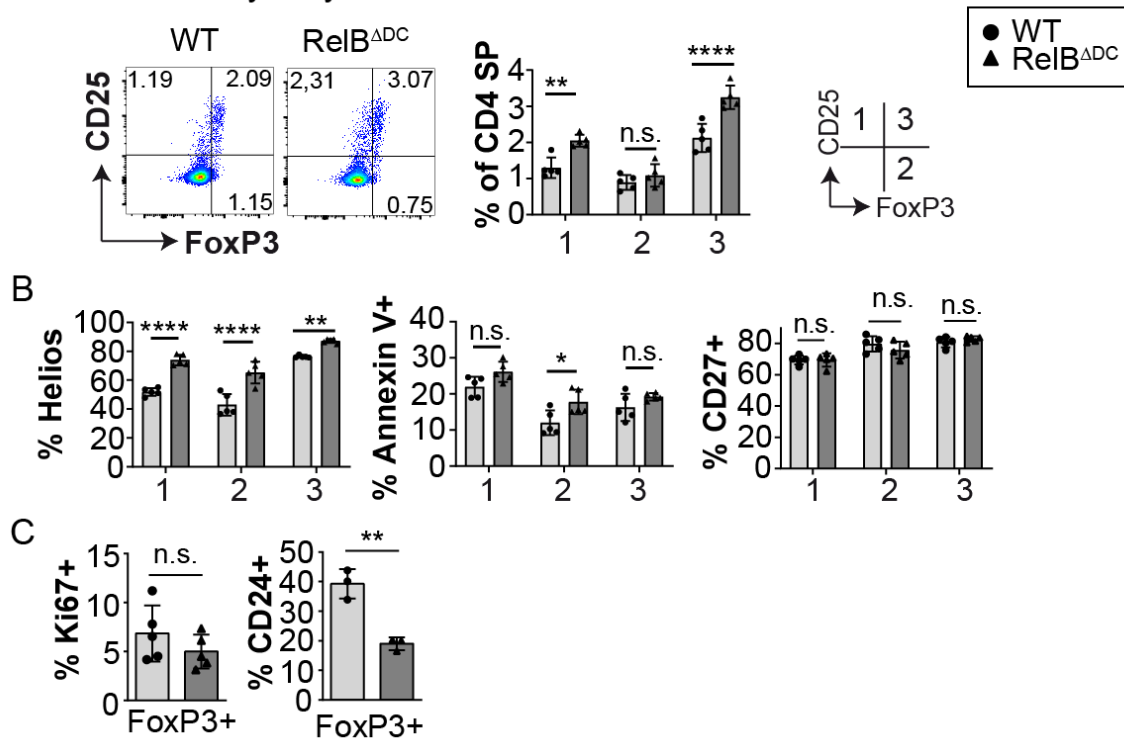 WT
RelBΔDC
CD25
1.19
2.09
1.15
2,31
3.07
0.75
FoxP3
% of CD4 SP
4
3
2
1
0
**
n.s.
****
1 2 3
WT
RelBΔDC
CD25
1 3
2
FoxP3
B
% Helios
100
80
60
40
20
0
****
****
**
1 2 3
% Annexin V+
40
30
20
10
0
n.s.
*
n.s.
1 2 3
% CD27+
80
60
40
20
0
n.s.
n.s.
n.s.
1 2 3
C
% Ki67+
15
10
5
0
n.s.
FoxP3+
% CD24+
50
40
30
20
10
0
**
FoxP3+